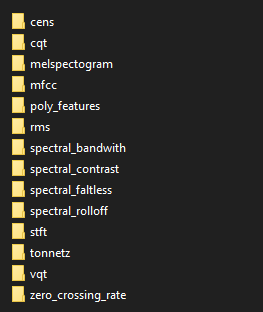 cens
cqt
melspectogram
mfcc
poly_features
rms
spectral_bandwith
spectral_contrast
spectral_faltless
spectral_rolloff
stft
tonnetz
vqt
zero_crossing_rate